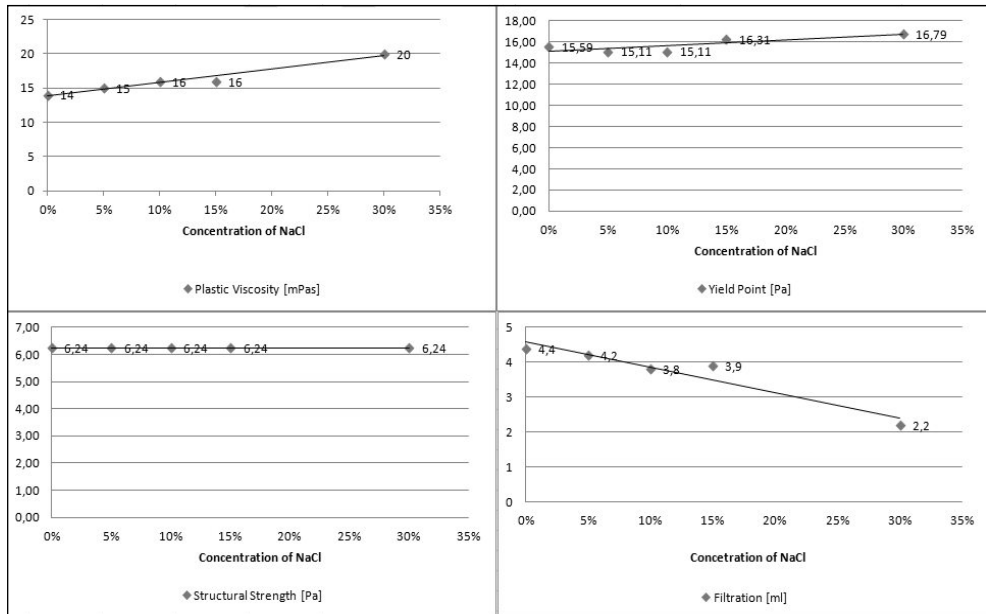 25
20
15
10
5
0
14 15 16 16 20
0% 5% 10% 15% 20% 25% 30% 35%
Concentration of NaCl
Plastic Viscosity [mPas]
18,00
16,00
14,00
12,00
10,00
8,00
6,00
4,00
2,00
0,00
15,59 15,11 15,11 16,31 16,79
0% 5% 10% 15% 20% 25% 30% 35%
Concentration of NaCl
Yield Point [Pa]
7,00
6,00
5,00
4,00
3,00
2,00
1,00
0,00
6,24 6,24 6,24 6,24 6,24
0% 5% 10% 15% 20% 25% 30% 35%
Concentration of NaCl
Structural Strength [Pa]
5
4
3
2
1
0
4,4 4,2 3,8 3,9 2,2
0% 5% 10% 15% 20% 25% 30% 35%
Concetration of NaCl
Filtration [ml]